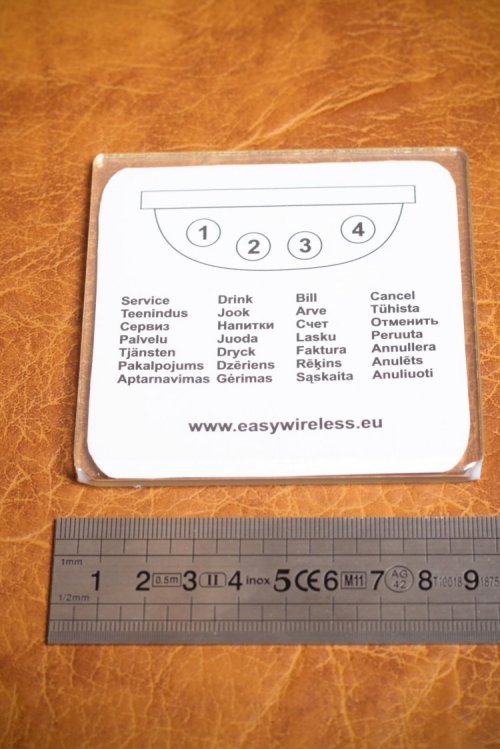 1 2 3 4
Service Drink Bill Cancel
Teenindus Jook Arve Tühista
Сервиз Напитки Счет Отменить
Palvelu Juoda Lasku Peruuta
Tjänsten Dryck Faktura Annullera
Pakalpojums Dzēriens Rēķins Anulēts
Aptarnavimas Gėrimas Sąskaita Anuliuoti
www.easywireless.eu
1mm
1 2 0.5m 3 II 4 inox 5 CE 6 M11 7 AG 42 8 9
1/2mm